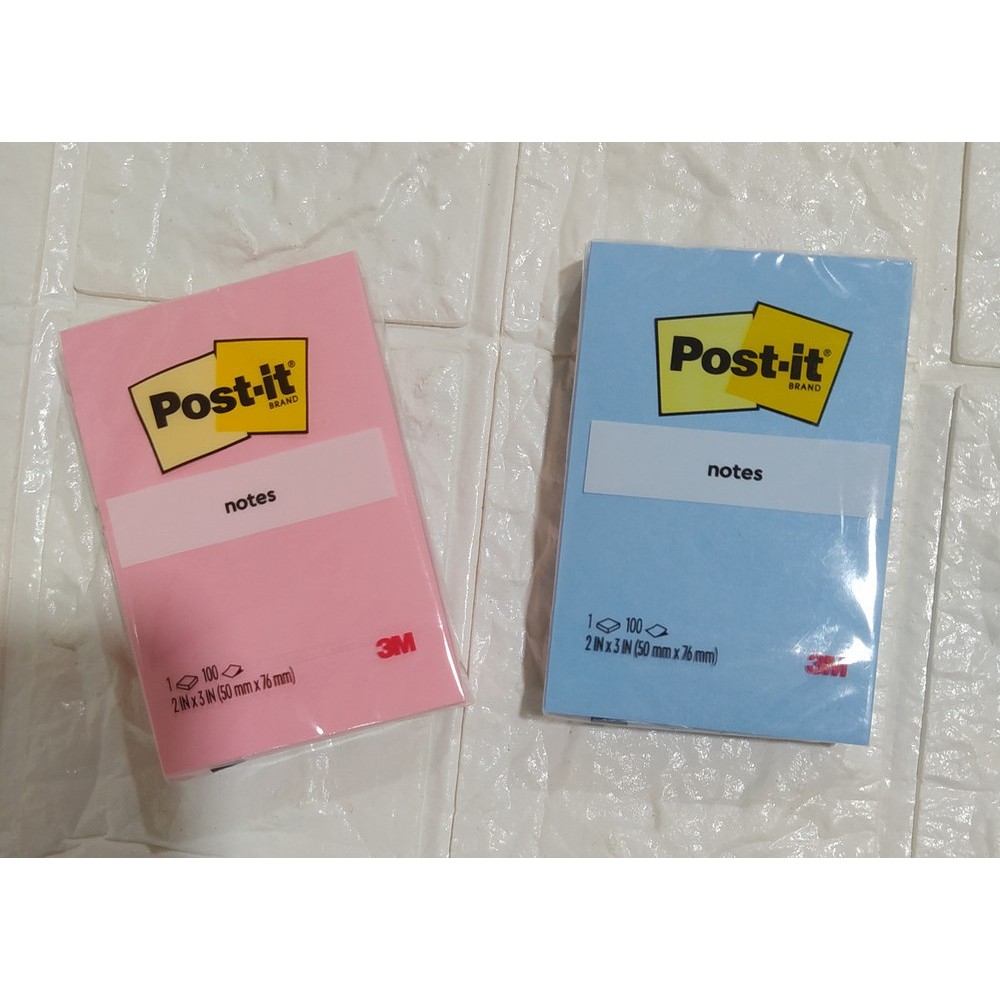 Post-it®
BRAND
notes
3M
1 100
2 IN x 3 IN (50 mm x 76 mm)
Post-it®
BRAND
notes
1 100
2 IN x 3 IN (50 mm x 76 mm)
3M